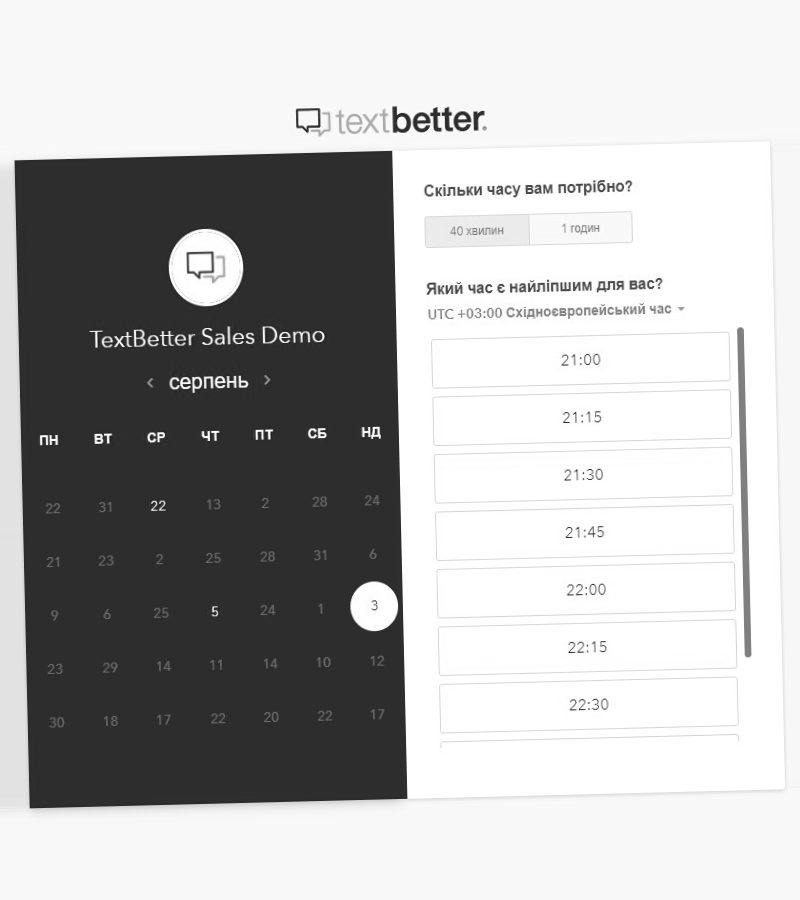 textbetter.
TextBetter Sales Demo
серпень
ПН ВТ СР ЧТ ПТ СБ НД
22 31 22 13 2 28 24
21 23 2 25 28 31 6
9 6 25 5 24 1 3
23 29 14 11 14 10 12
30 18 17 22 20 22 17
Скільки часу вам потрібно?
40 хвилин 1 годин
Який час є найліпшим для вас?
UTC +03:00 Східноєвропейський час
21:00
21:15
21:30
21:45
22:00
22:15
22:30